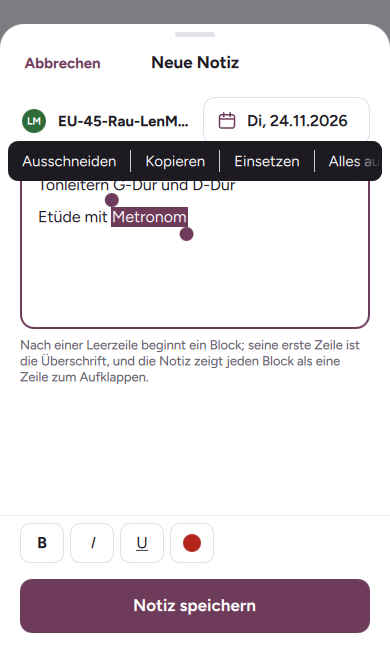 Abbrechen
Neue Notiz
LM
EU-45-Rau-LenM...
Di, 24.11.2026
Ausschneiden
Kopieren
Einsetzen
Alles au
Tonleitern G-Dur und D-Dur
Etüde mit Metronom
Nach einer Leerzeile beginnt ein Block; seine erste Zeile ist
die Überschrift, und die Notiz zeigt jeden Block als eine
Zeile zum Aufklappen.
B
I
U
Notiz speichern